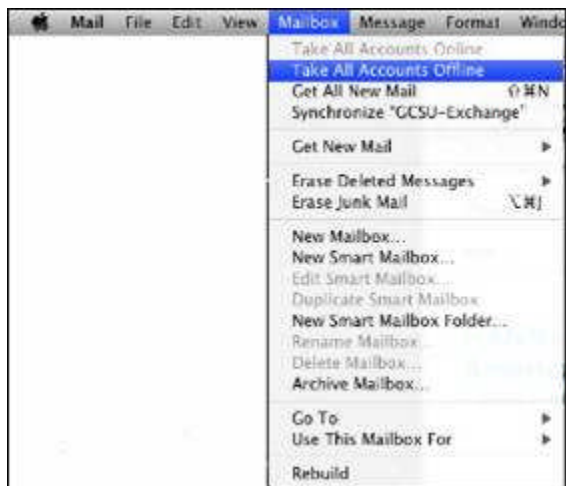 Mail File Edit View Mailbox Message Format Windo
Take All Accounts Online
Take All Accounts Offline
Get All New Mail ⇧⌘N
Synchronize "GCSU-Exchange"
Get New Mail
Erase Deleted Messages
Erase Junk Mail ⌥⌘J
New Mailbox...
New Smart Mailbox...
Edit Smart Mailbox...
Duplicate Smart Mailbox
New Smart Mailbox Folder...
Rename Mailbox...
Delete Mailbox...
Archive Mailbox...
Go To
Use This Mailbox For
Rebuild